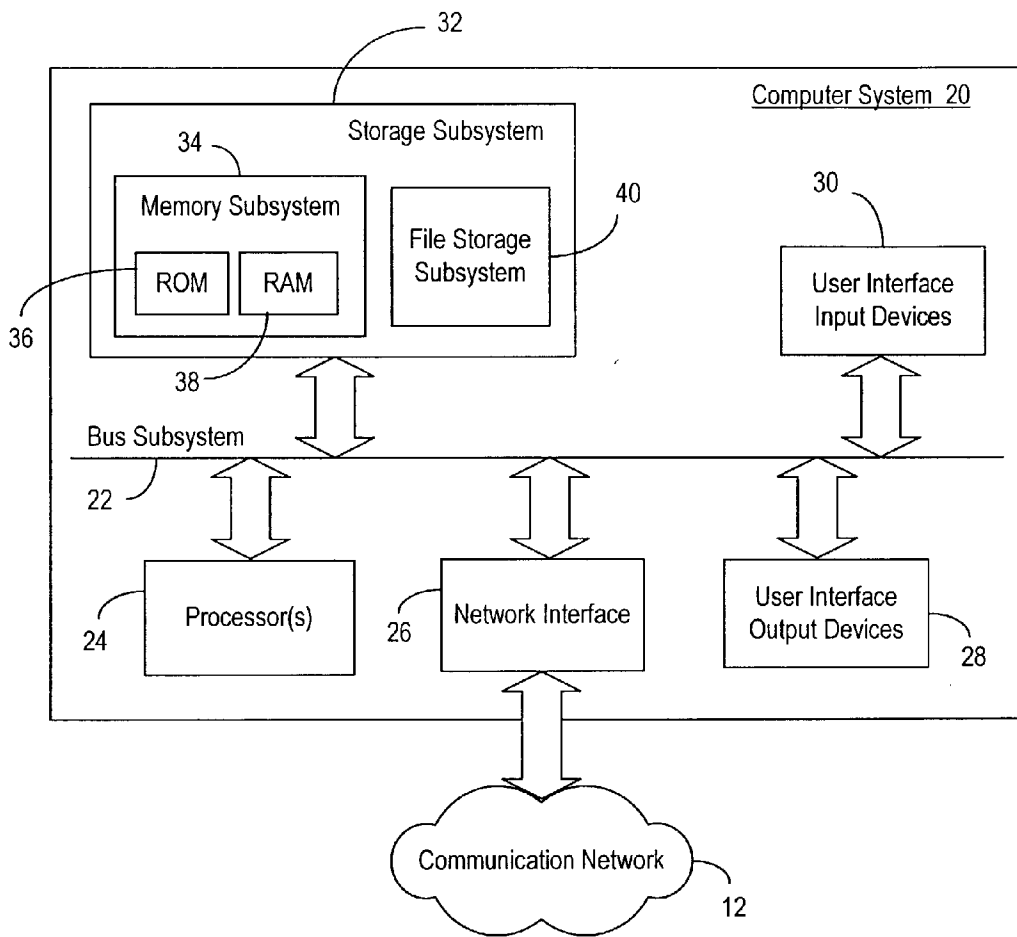 32
Computer System 20
Storage Subsystem
34
Memory Subsystem
40
30
File Storage
Subsystem
ROM
RAM
User Interface
Input Devices
36
38
Bus Subsystem
22
Processor(s)
24
Network Interface
26
User Interface
Output Devices
28
Communication Network
12